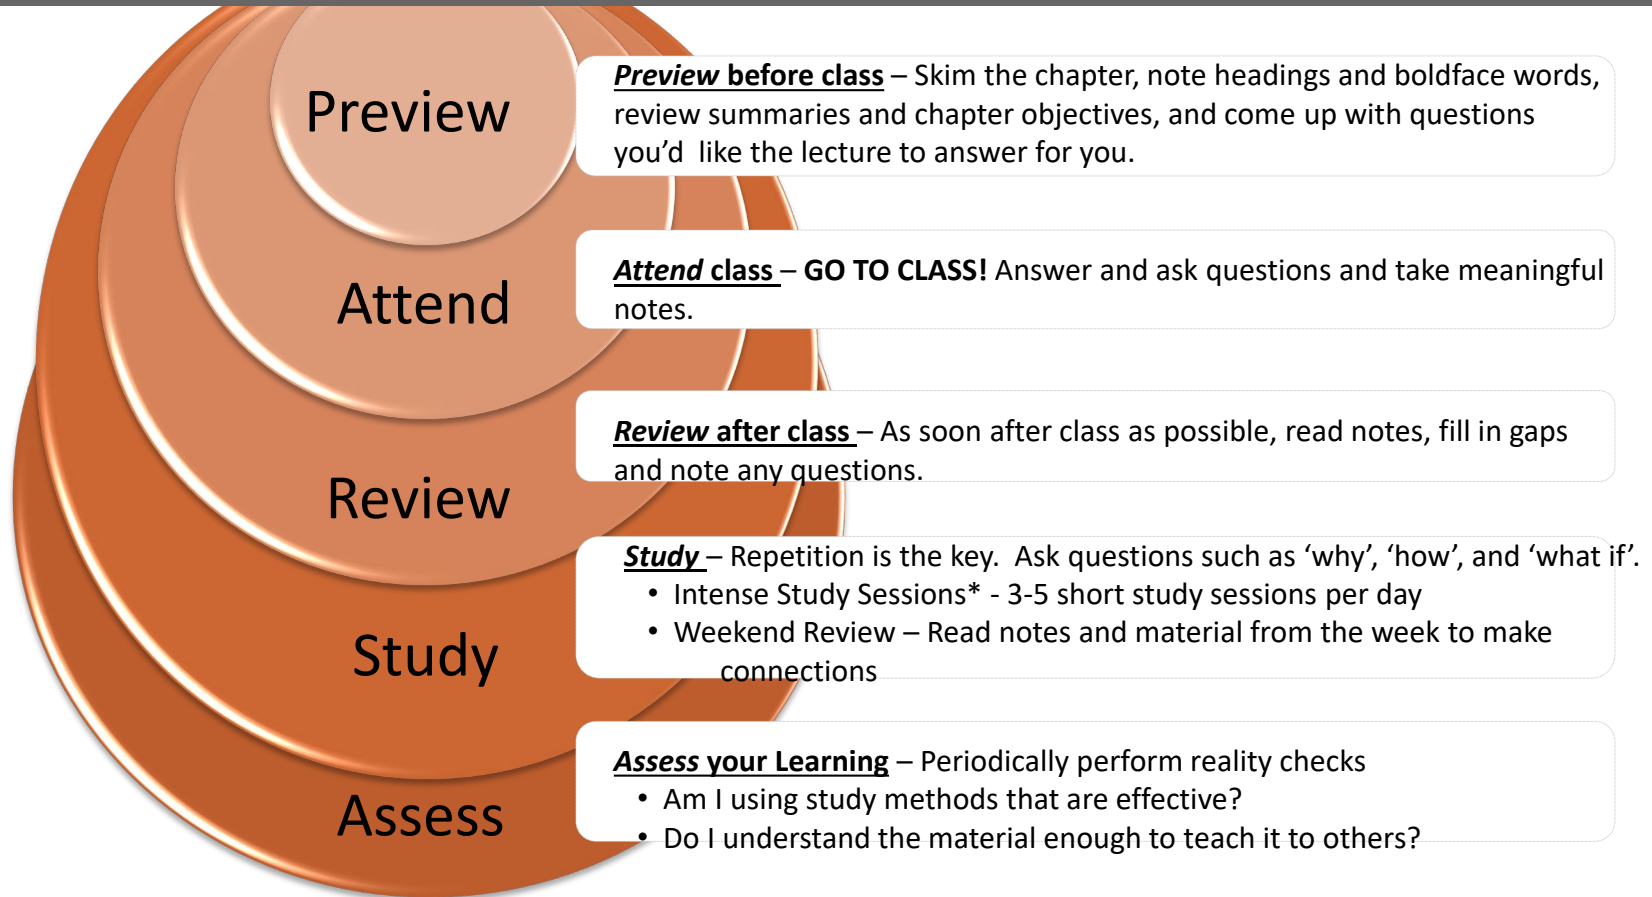 Preview
Preview before class – Skim the chapter, note headings and boldface words,
review summaries and chapter objectives, and come up with questions
you’d  like the lecture to answer for you.
Attend
Attend class – GO TO CLASS! Answer and ask questions and take meaningful
notes.
Review
Review after class – As soon after class as possible, read notes, fill in gaps
and note any questions.
Study
Study – Repetition is the key.  Ask questions such as ‘why’, ‘how’, and ‘what if’.
• Intense Study Sessions* - 3-5 short study sessions per day
• Weekend Review – Read notes and material from the week to make
connections
Assess
Assess your Learning – Periodically perform reality checks
• Am I using study methods that are effective?
• Do I understand the material enough to teach it to others?